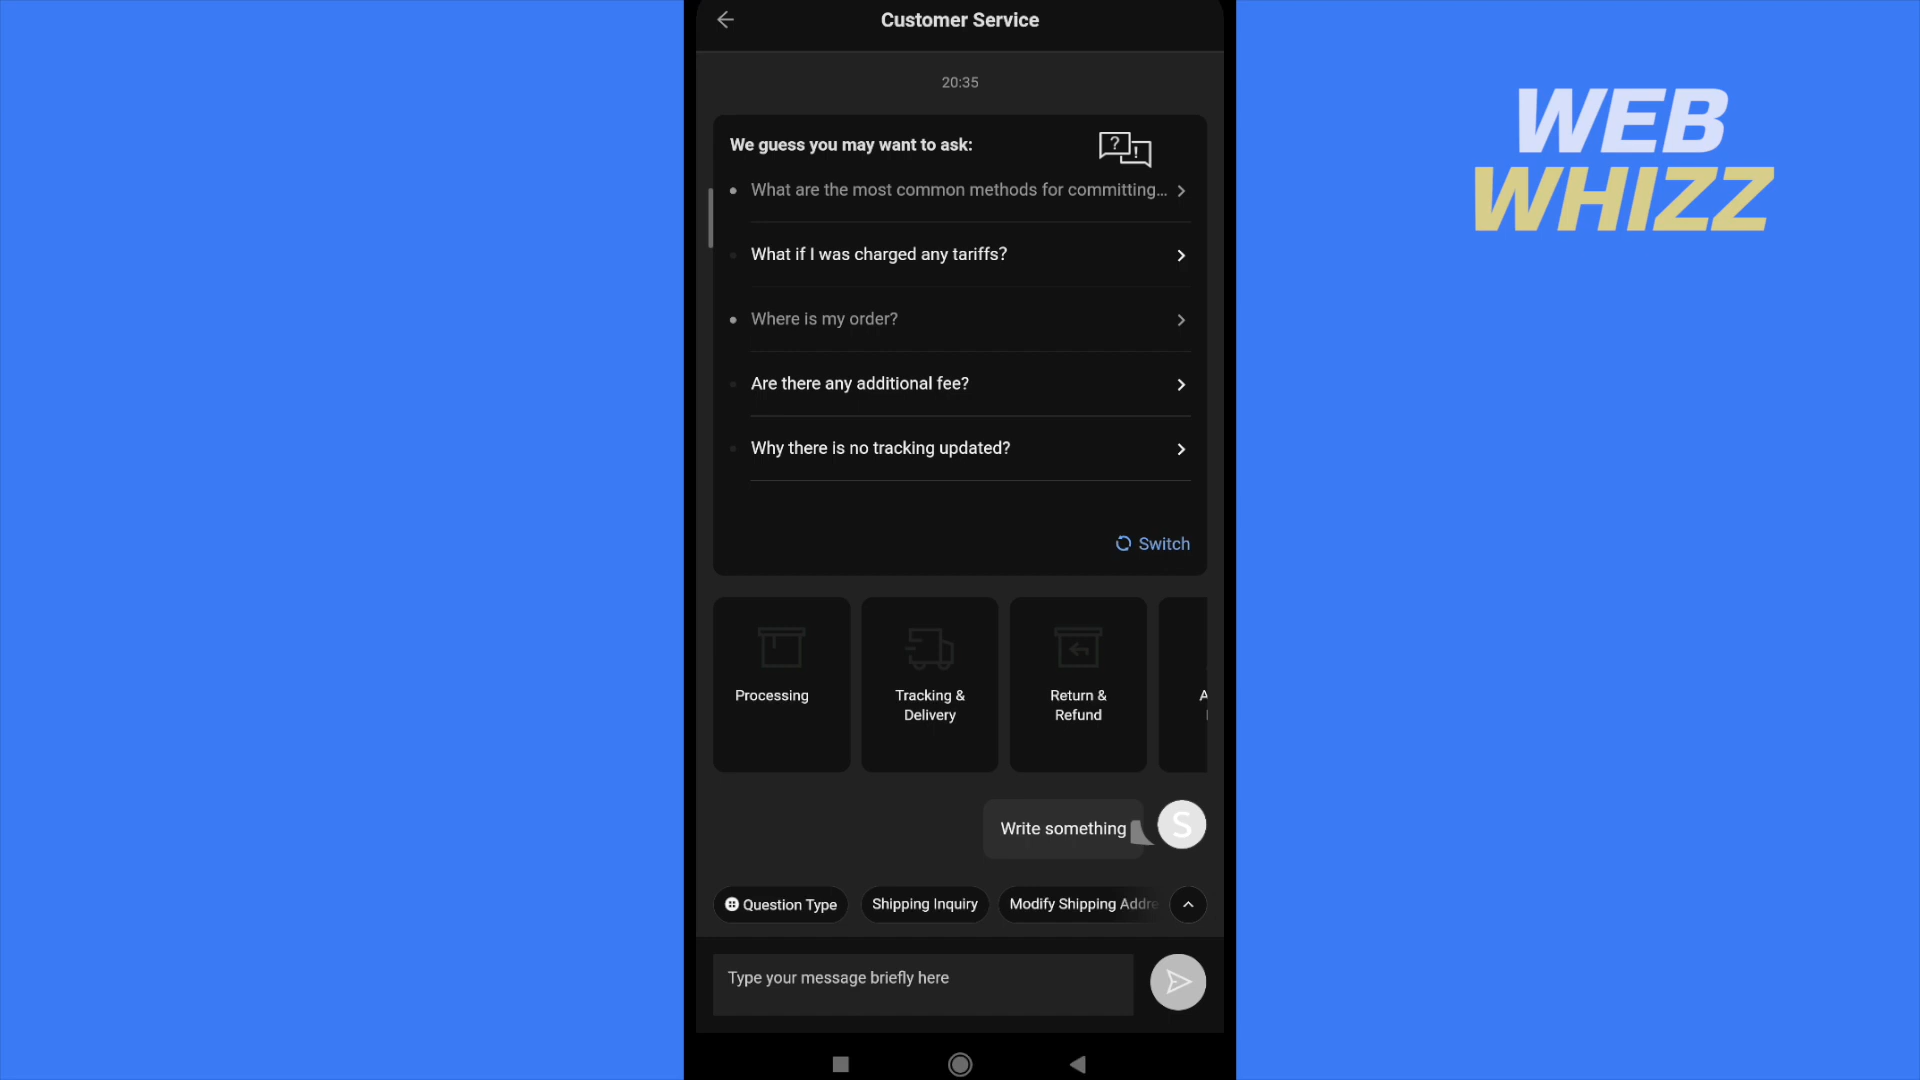 Customer Service
WEB
WHIZZ
20:35
We guess you may want to ask:
What are the most common methods for committing...
What if I was charged any tariffs?
Where is my order?
Are there any additional fee?
Why there is no tracking updated?
Switch
Processing
Tracking &
Delivery
Return &
Refund
A
Write something
S
Question Type
Shipping Inquiry
Modify Shipping Addre
Type your message briefly here